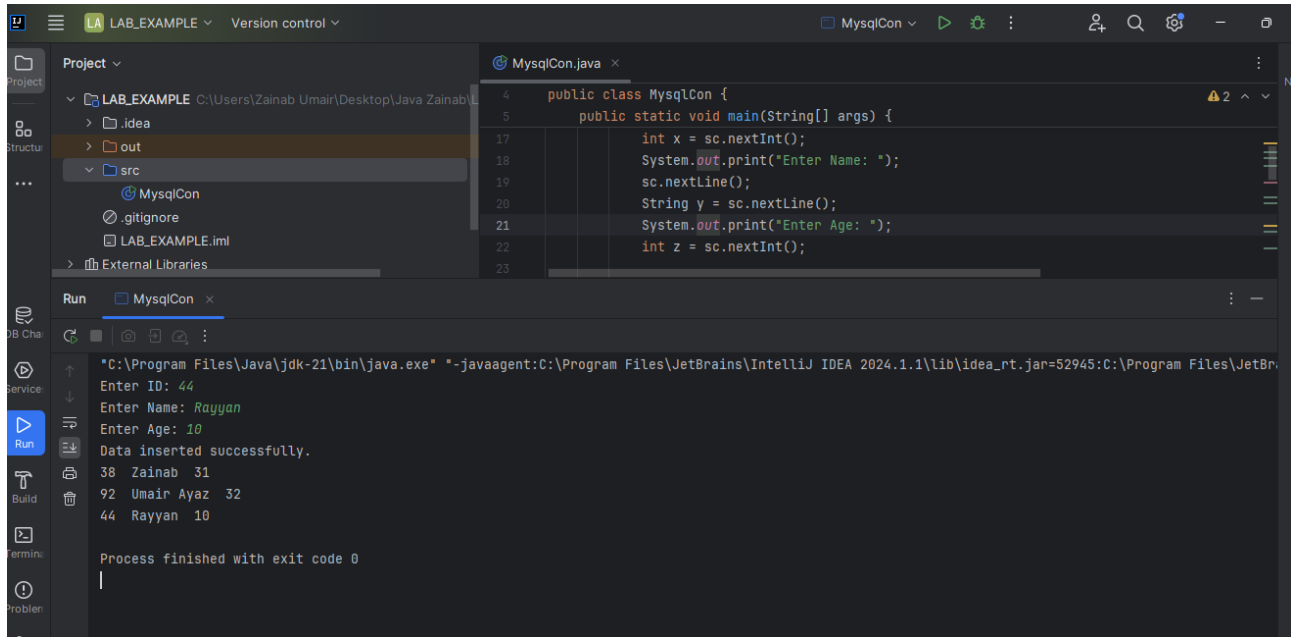 LA LAB_EXAMPLE Version control MysqlCon
Project
Project
MysqlCon.java
LAB_EXAMPLE C:\Users\Zainab Umair\Desktop\Java Zainab\L
.idea
out
src
MysqlCon
.gitignore
LAB_EXAMPLE.iml
External Libraries
Structur
4 public class MysqlCon {
2
5 public static void main(String[] args) {
17 int x = sc.nextInt();
18 System.out.print("Enter Name: ");
19 sc.nextLine();
20 String y = sc.nextLine();
21 System.out.print("Enter Age: ");
22 int z = sc.nextInt();
23
Run MysqlCon
DB Cha
Service
Run
Build
Termina
Problem
"C:\Program Files\Java\jdk-21\bin\java.exe" "-javaagent:C:\Program Files\JetBrains\IntelliJ IDEA 2024.1.1\lib\idea_rt.jar=52945:C:\Program Files\JetBr
Enter ID: 44
Enter Name: Rayyan
Enter Age: 10
Data inserted successfully.
38 Zainab 31
92 Umair Ayaz 32
44 Rayyan 10
Process finished with exit code 0